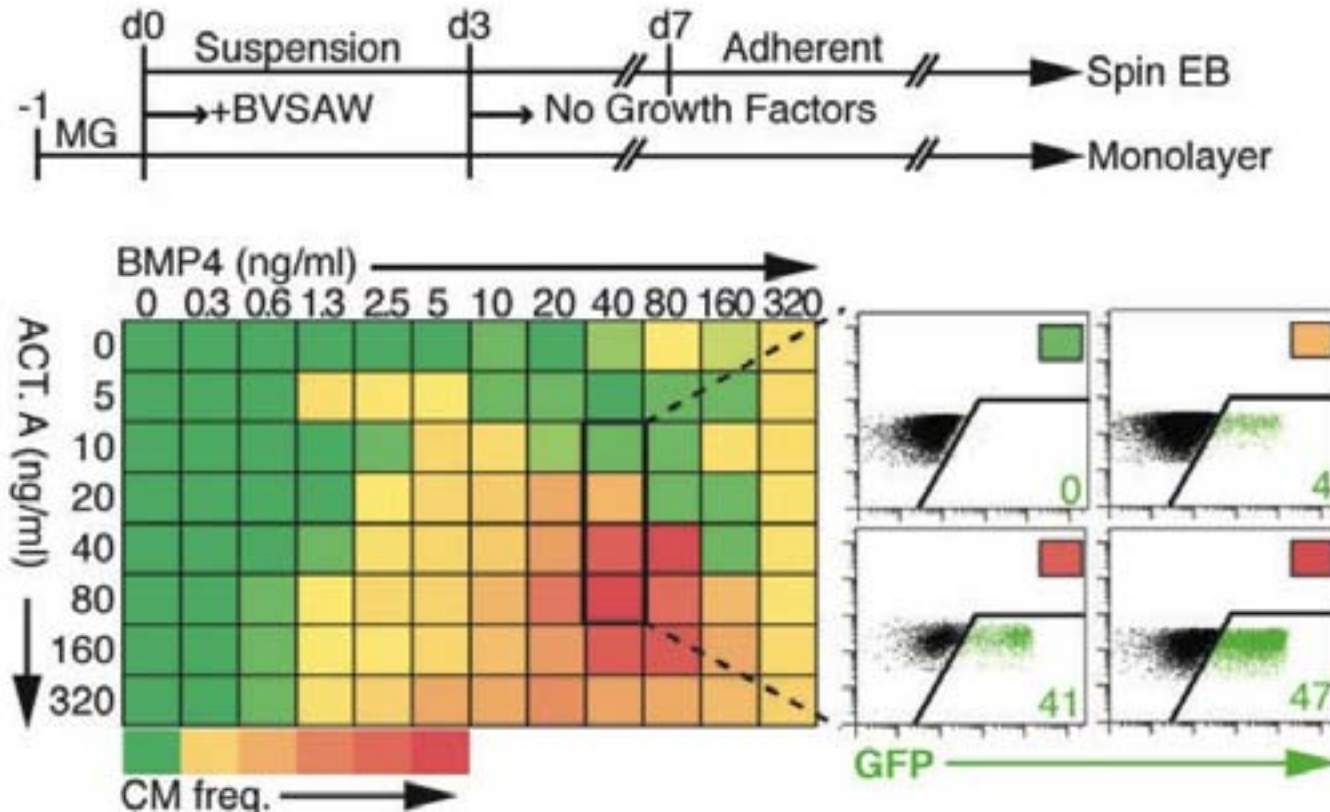 d0 d3 d7
Suspension Adherent
Spin EB
-1 MG +BVSAW No Growth Factors
Monolayer
BMP4 (ng/ml)
0 0.3 0.6 1.3 2.5 5 10 20 40 80 160 320
ACT. A (ng/ml)
0
5
10
20
40
80
160
320
0 4
41 47
CM freq.
GFP